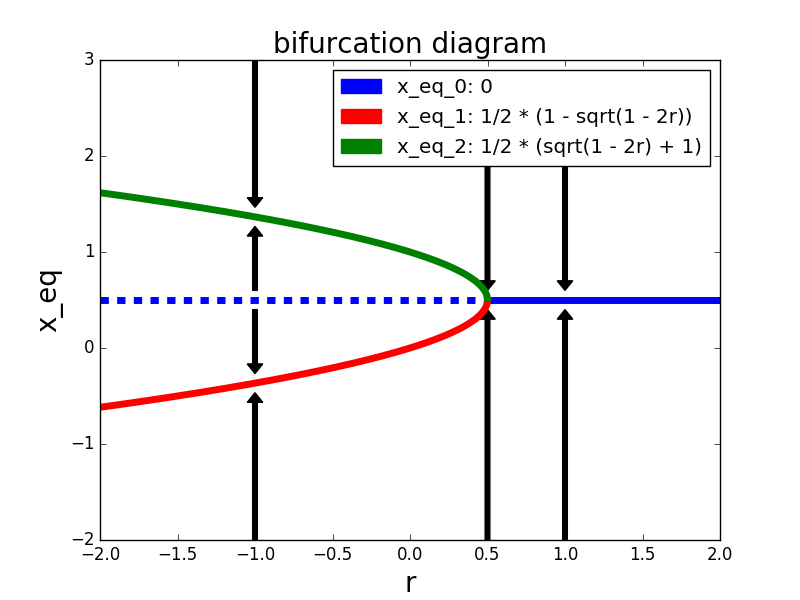 bifurcation diagram
x_eq_0: 0
x_eq_1: 1/2 * (1 - sqrt(1 - 2r))
x_eq_2: 1/2 * (sqrt(1 - 2r) + 1)
x_eq
3
2
1
0
−1
−2
−2.0 −1.5 −1.0 −0.5 0.0 0.5 1.0 1.5 2.0
r